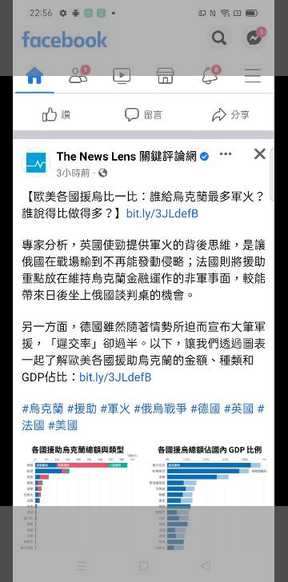 22:56
facebook
讚
留言
分享
The News Lens 關鍵評論網
3小時前
【歐美各國援烏比一比：誰給烏克蘭最多軍火？
誰說得比做得多？】bit.ly/3JLdefB
專家分析，英國使勁提供軍火的背後思維，是讓
俄國在戰場輸到不再能發動侵略；法國則將援助
重點放在維持烏克蘭金融運作的非軍事面，較能
帶來日後坐上俄國談判桌的機會。
另一方面，德國雖然隨著情勢所迫而宣布大筆軍
援，「遲交率」卻過半。以下，讓我們透過圖表
一起了解歐美各國援助烏克蘭的金額、種類和
GDP佔比：bit.ly/3JLdefB
#烏克蘭 #援助 #軍火 #俄烏戰爭 #德國 #英國 #
法國 #美國
各國援助烏克蘭總額與類型
各國援烏總額佔國內 GDP 比例